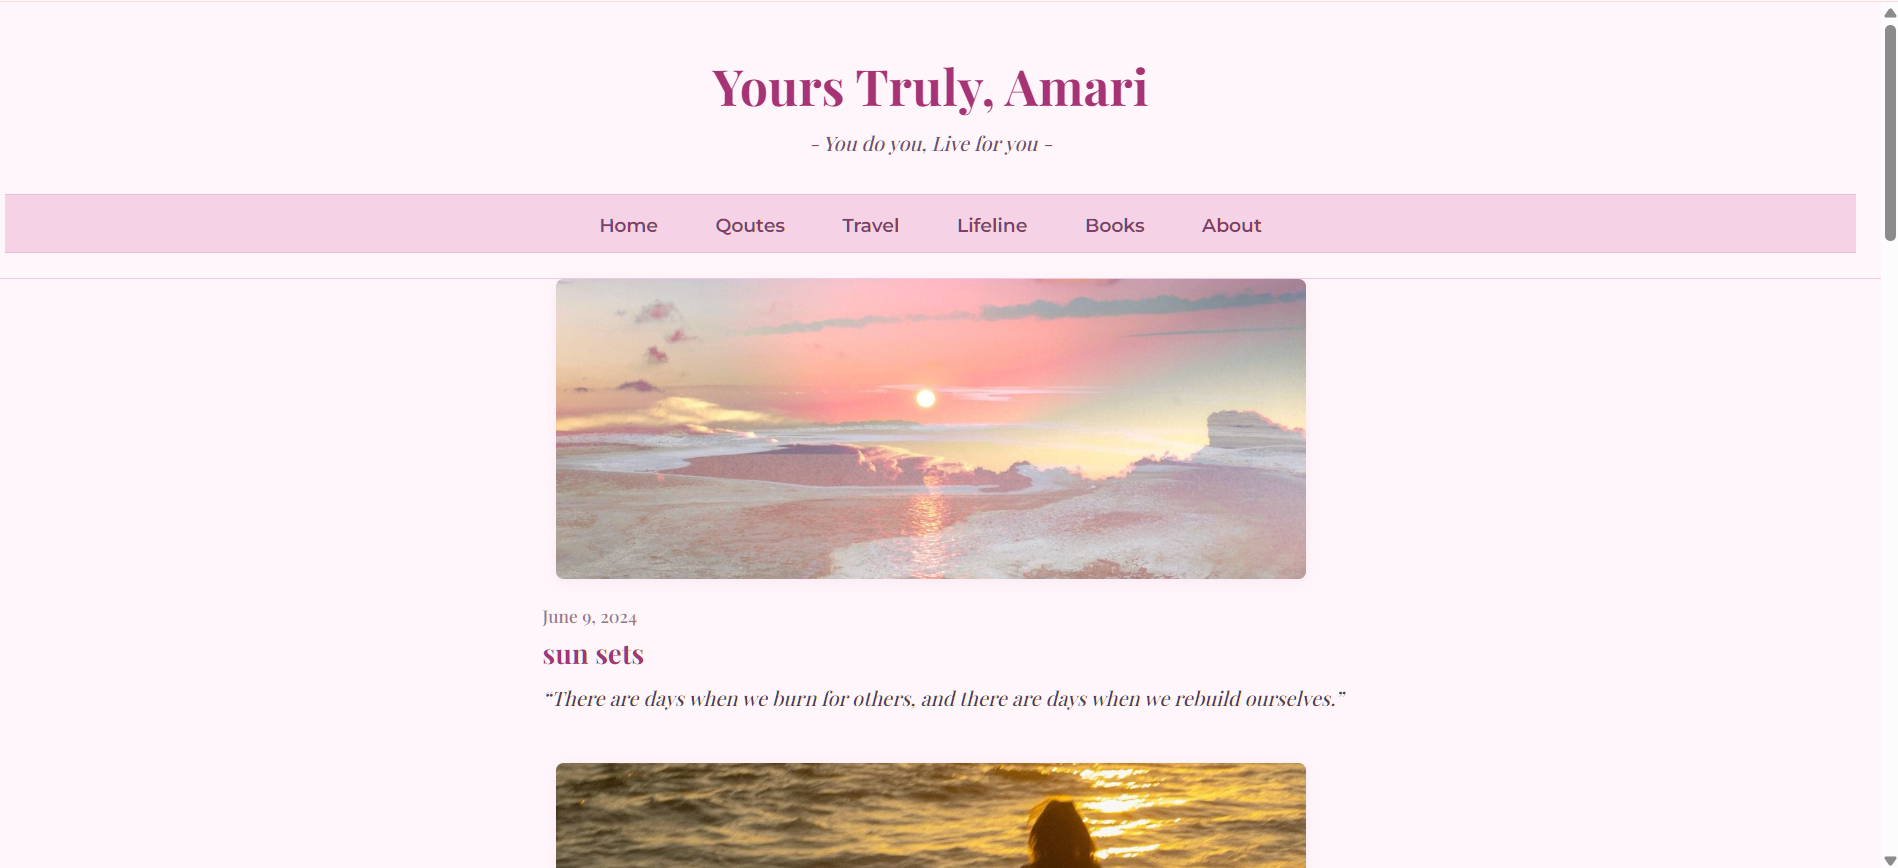 Yours Truly, Amari
- You do you, Live for you -
Home Qoutes Travel Lifeline Books About
June 9, 2024
sun sets
“There are days when we burn for others, and there are days when we rebuild ourselves.”